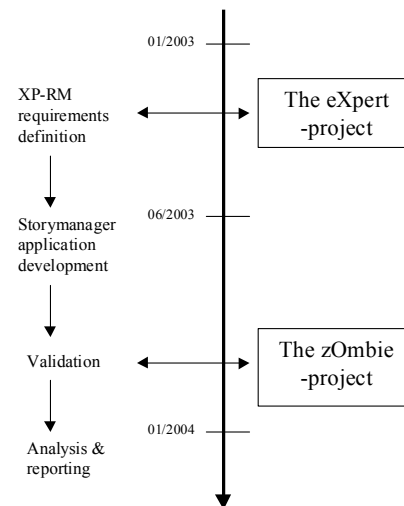 01/2003
XP-RM
requirements
definition
The eXpert
-project
Storymanager
application
development
06/2003
Validation
The zOmbie
-project
01/2004
Analysis &
reporting